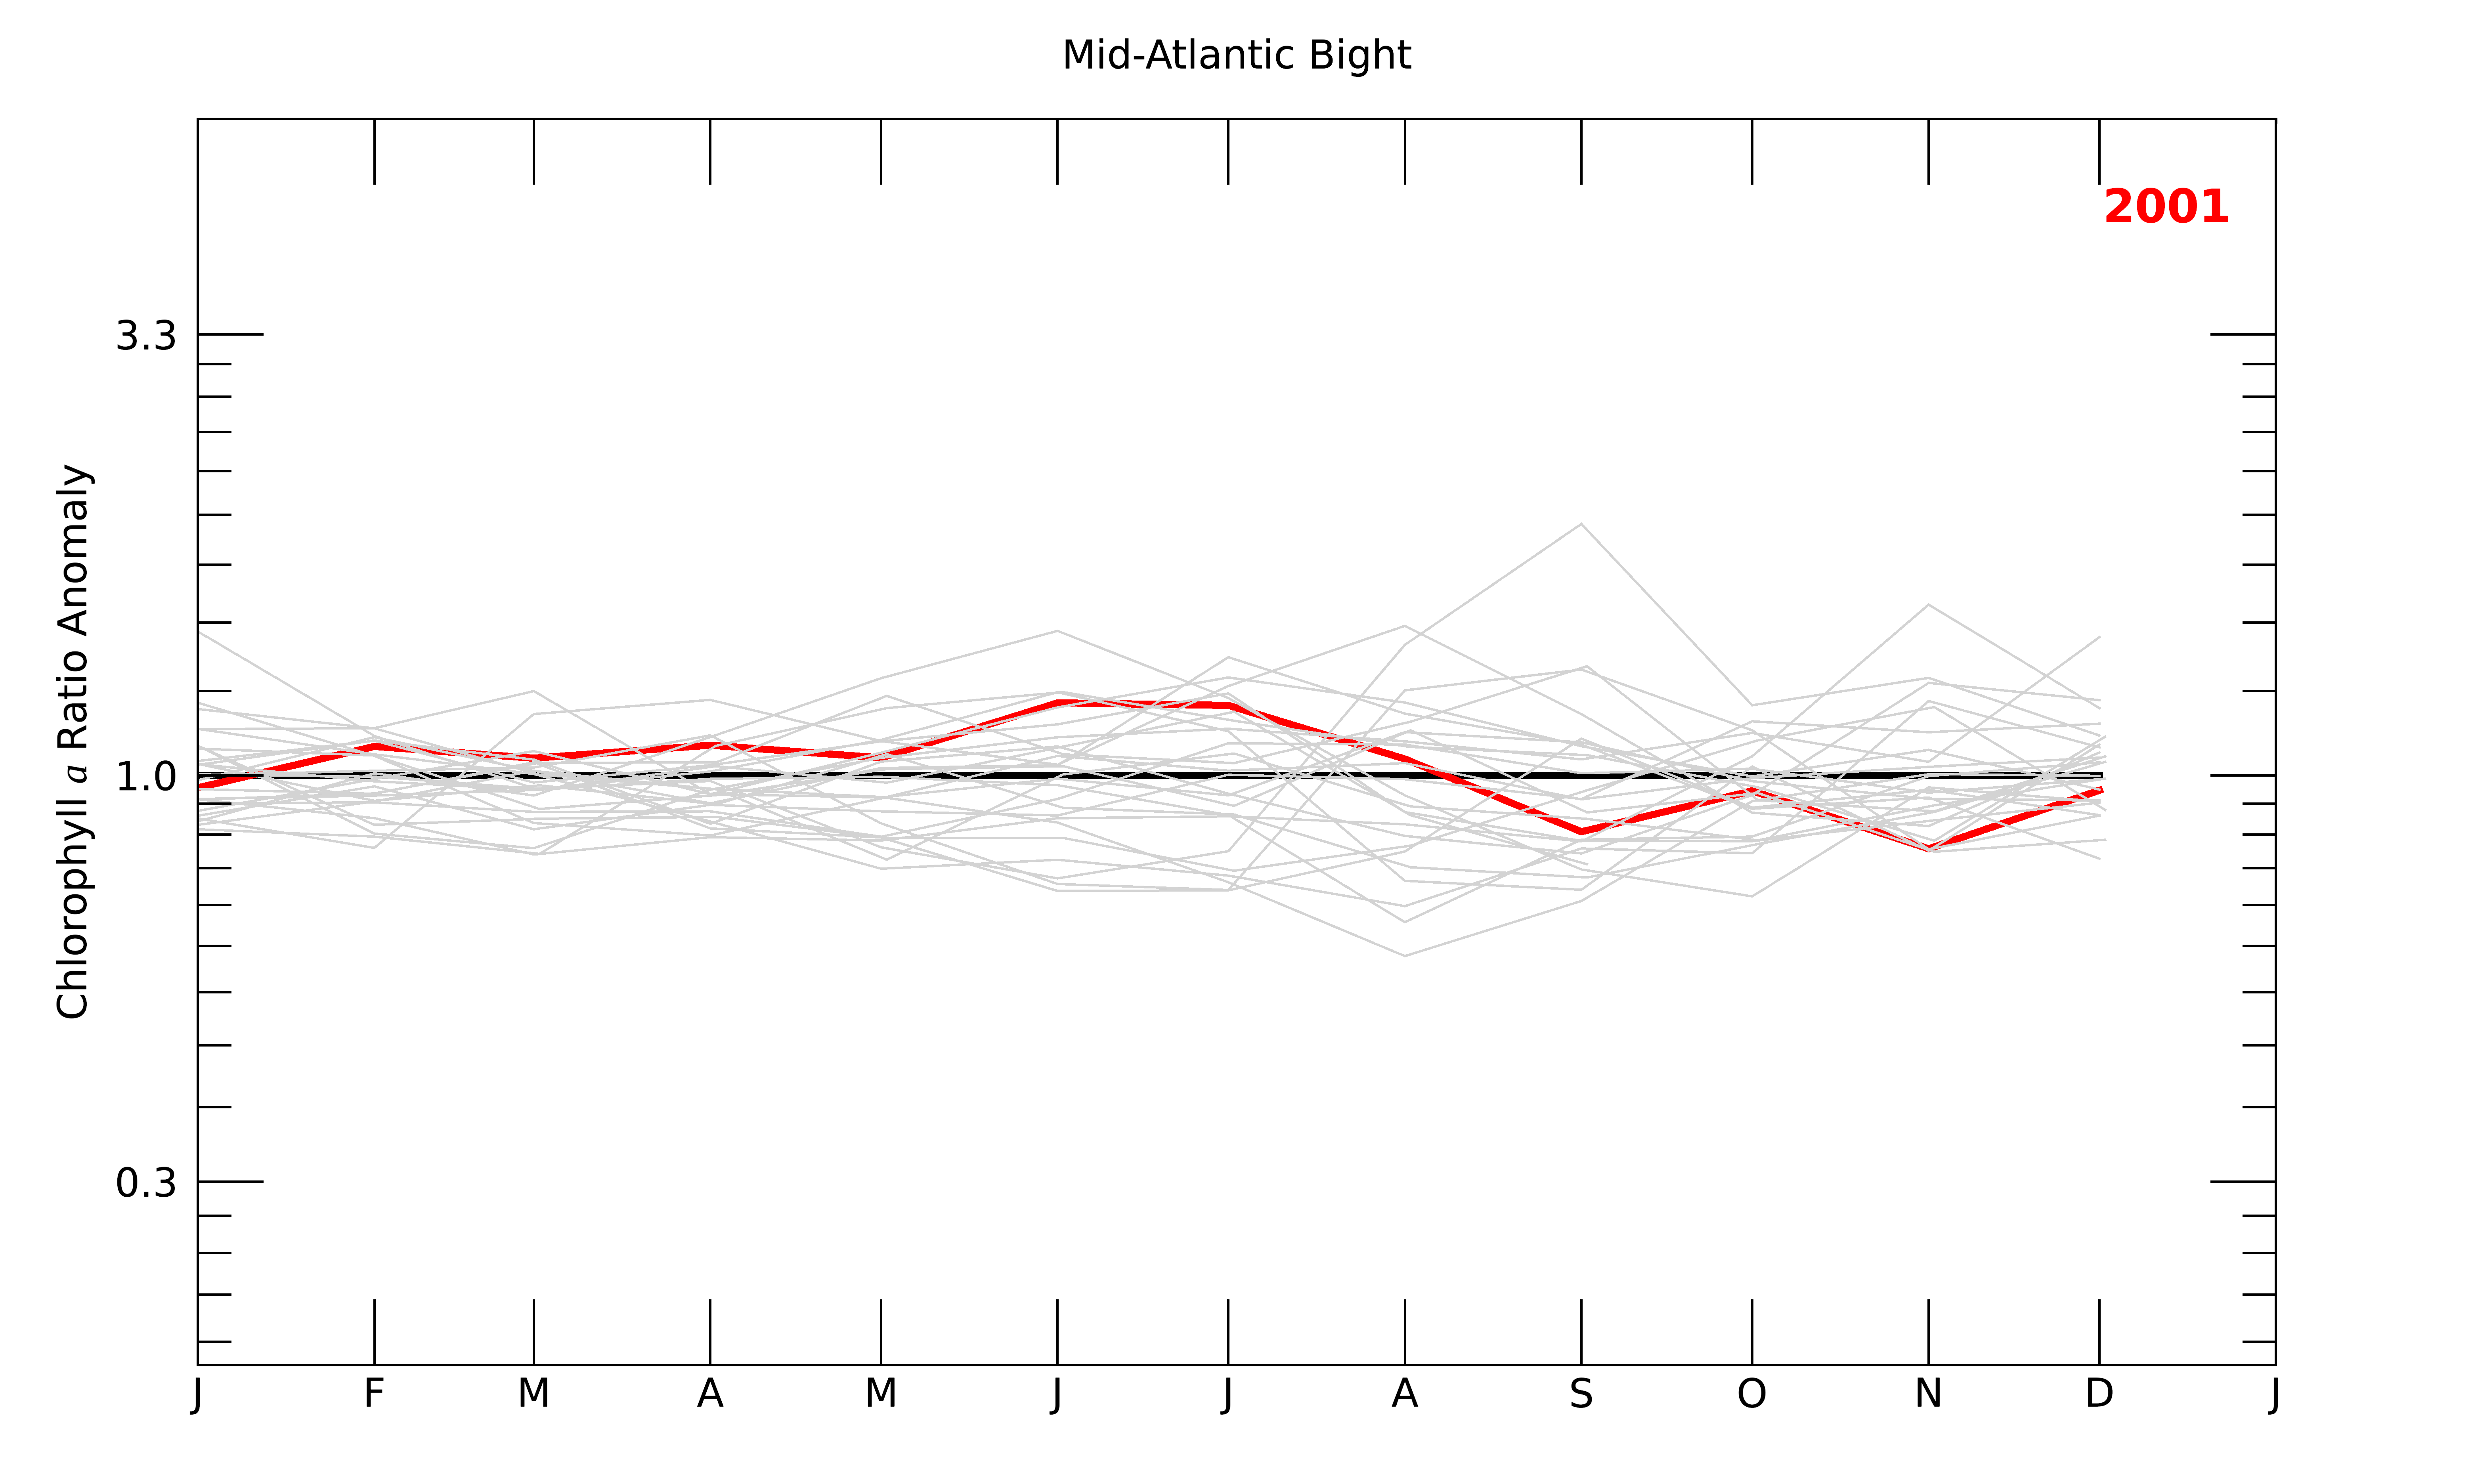 Mid-Atlantic Bight
2001
3.3
1.0
0.3
Chlorophyll a Ratio Anomaly
J F M A M J J A S O N D J